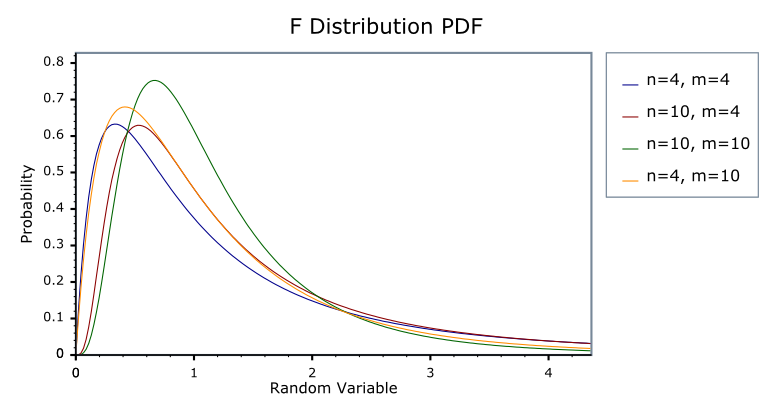 F Distribution PDF
0.8
0.7
0.6
0.5
0.4
0.3
0.2
0.1
0
Probability
0 1 2 3 4
Random Variable
n=4, m=4
n=10, m=4
n=10, m=10
n=4, m=10